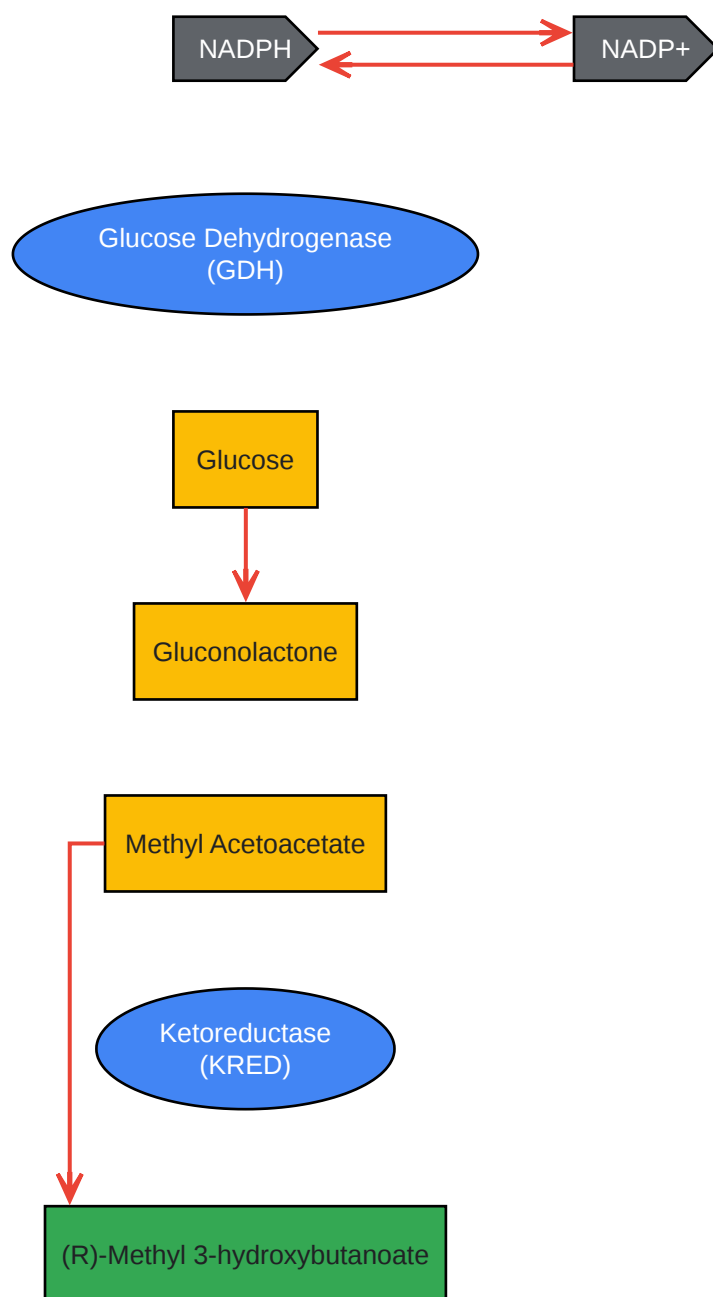 NADPH
NADP+
Glucose Dehydrogenase
(GDH)
Glucose
Gluconolactone
Methyl Acetoacetate
Ketoreductase
(KRED)
(R)-Methyl 3-hydroxybutanoate